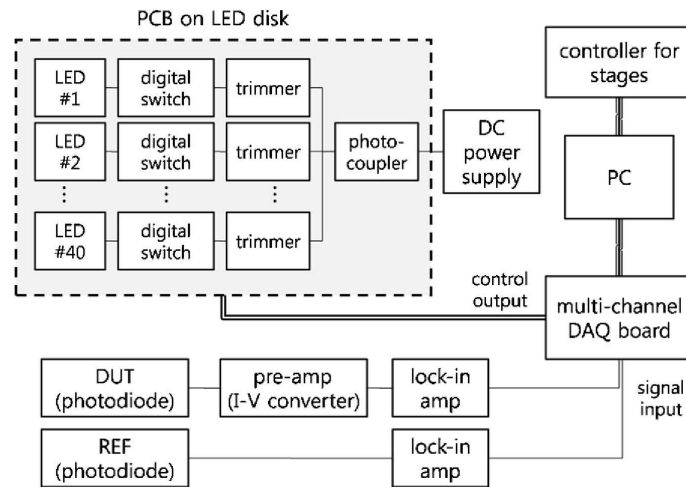 PCB on LED disk
LED
#1
digital
switch
trimmer
LED
#2
digital
switch
trimmer
LED
#40
digital
switch
trimmer
photo-
coupler
DC
power
supply
controller for
stages
PC
control
output
multi-channel
DAQ board
signal
input
DUT
(photodiode)
pre-amp
(I-V converter)
lock-in
amp
REF
(photodiode)
lock-in
amp